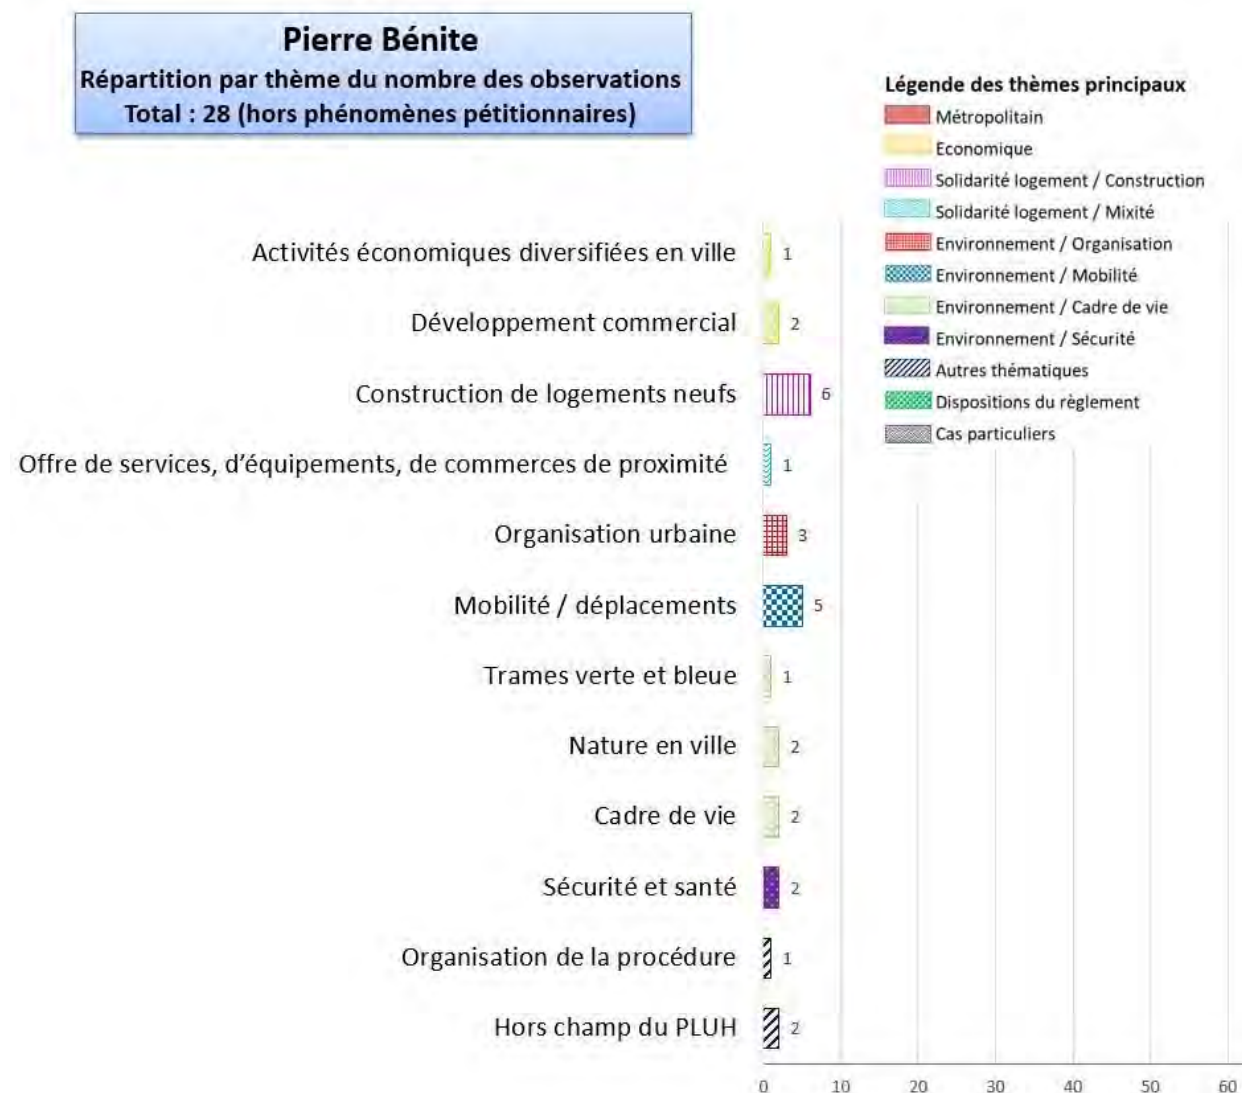 Pierre Bénite
Répartition par thème du nombre des observations
Total : 28 (hors phénomènes pétitionnaires)
Légende des thèmes principaux
Métropolitain
Economique
Solidarité logement / Construction
Solidarité logement / Mixité
Environnement / Organisation
Environnement / Mobilité
Environnement / Cadre de vie
Environnement / Sécurité
Autres thématiques
Dispositions du règlement
Cas particuliers
Activités économiques diversifiées en ville 1
Développement commercial 2
Construction de logements neufs 6
Offre de services, d’équipements, de commerces de proximité 1
Organisation urbaine 3
Mobilité / déplacements 5
Trames verte et bleue 1
Nature en ville 2
Cadre de vie 2
Sécurité et santé 2
Organisation de la procédure 1
Hors champ du PLUH 2
0 10 20 30 40 50 60